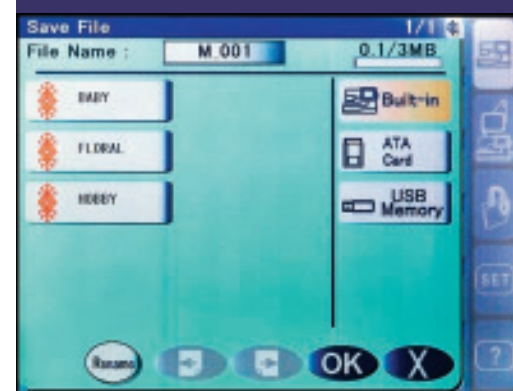 Save File 1/1
File Name : M.001 0.1/3MB
BABY
FLORAL
HOBBY
Built-in
ATA
Card
USB
Memory
Rename
OK X
SET
?